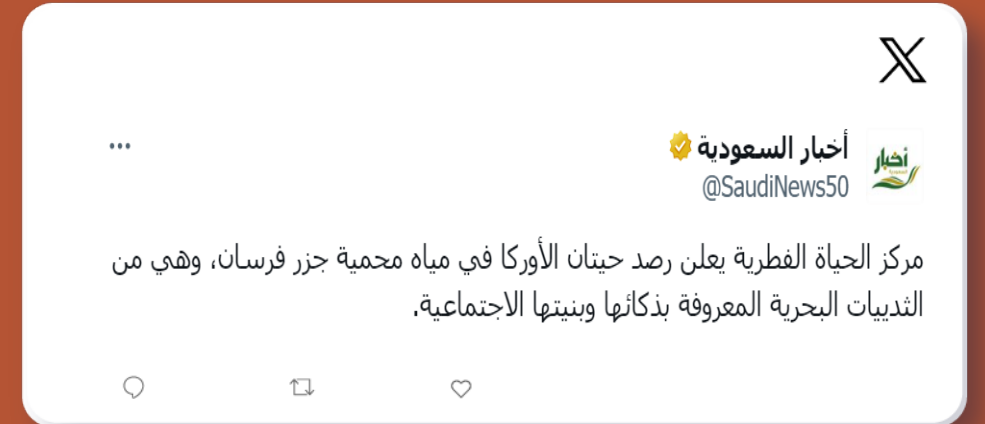 X
أخبار السعودية
@SaudiNews50
أخبار
مركز الحياة الفطرية يعلن رصد حيتان الأوركا في مياه محمية جزر فرسان، وهي من
الثدييات البحرية المعروفة بذكائها وبنيتها الاجتماعية.